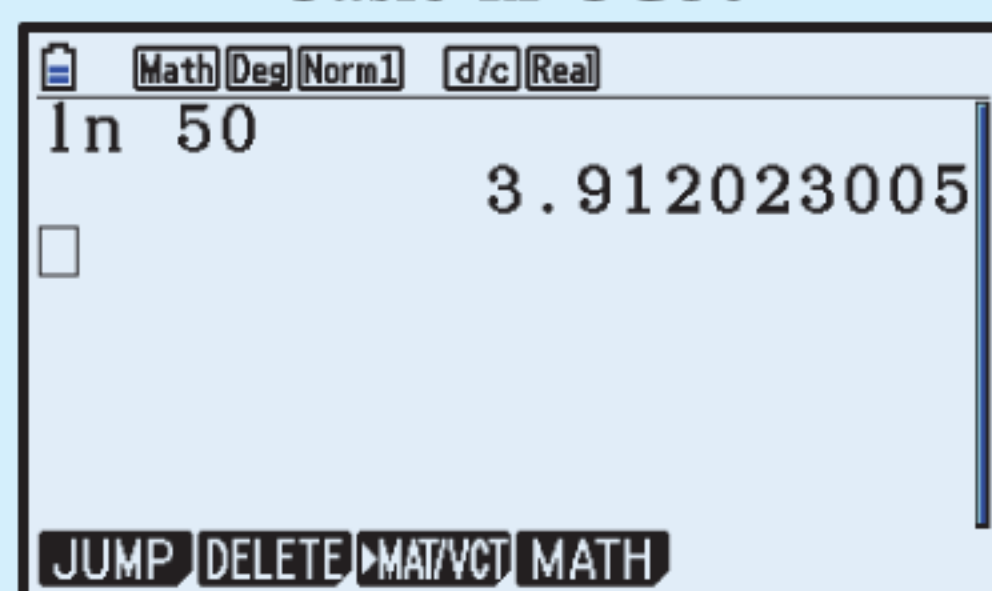 Math Deg Norm1 d/c Real
ln 50
3.912023005
JUMP DELETE ►MAT/VCT MATH